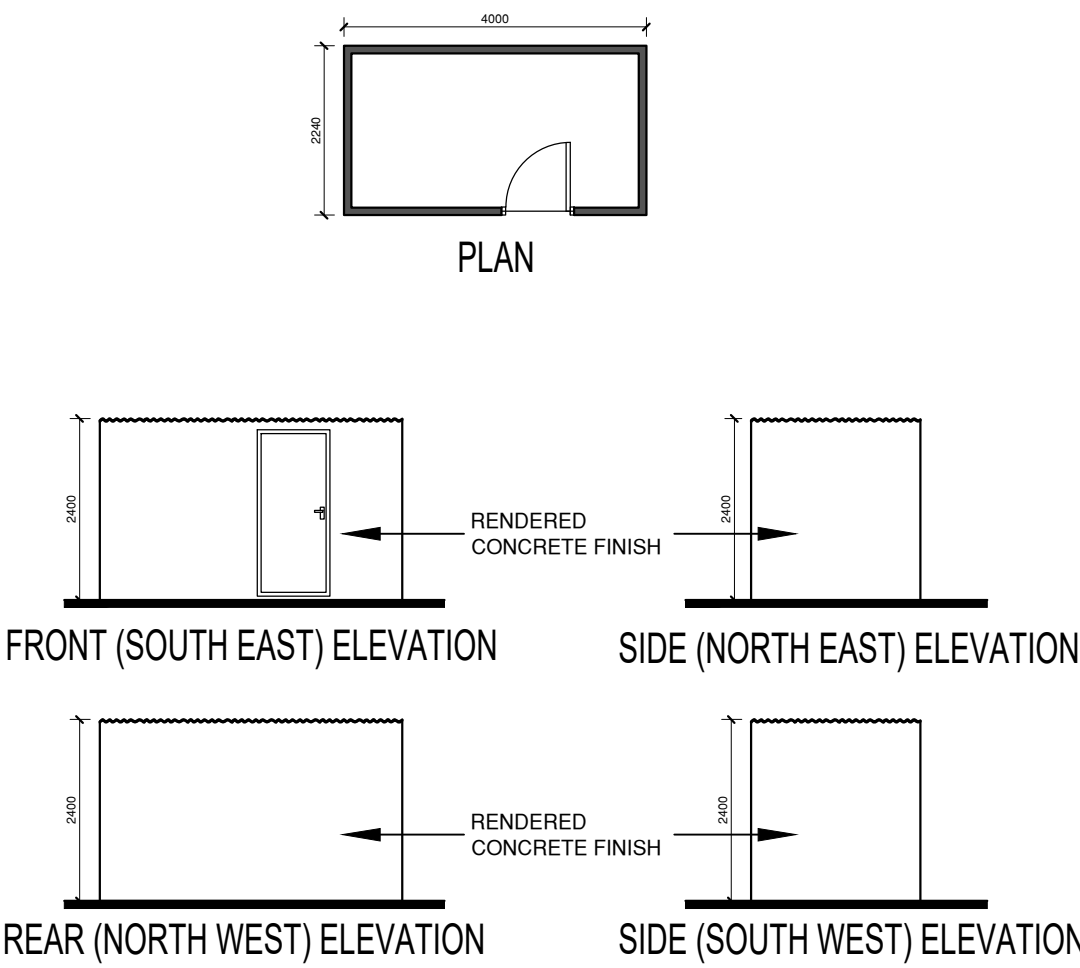 4000
2240
PLAN
2400
RENDERED
CONCRETE FINISH
2400
FRONT (SOUTH EAST) ELEVATION
SIDE (NORTH EAST) ELEVATION
2400
RENDERED
CONCRETE FINISH
2400
REAR (NORTH WEST) ELEVATION
SIDE (SOUTH WEST) ELEVATION